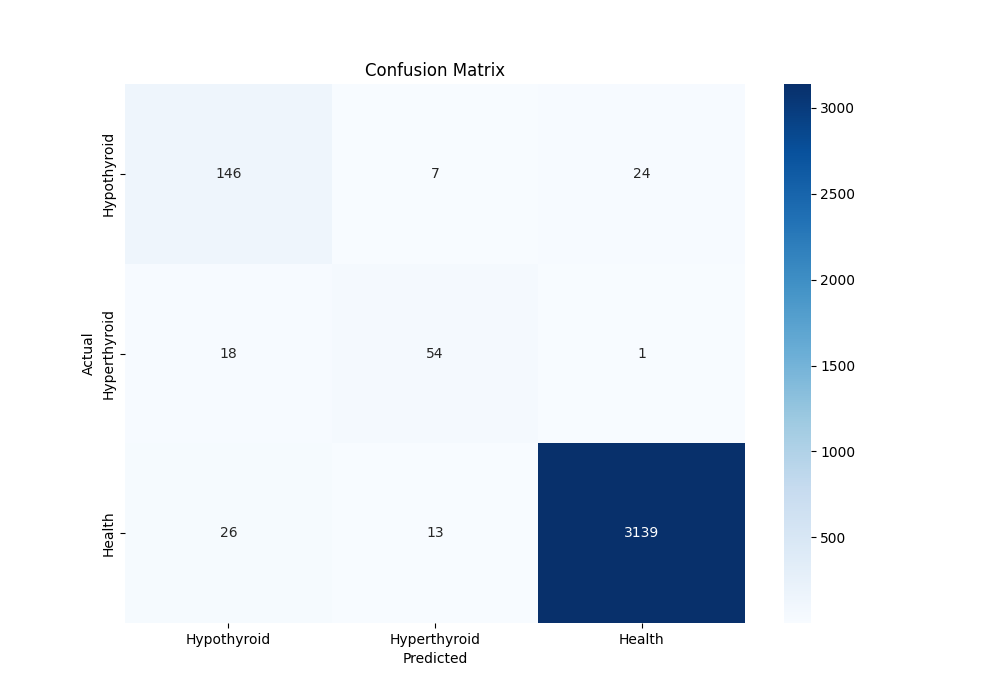 Confusion Matrix
Actual
Hypothyroid
Hyperthyroid
Health
146 7 24
18 54 1
26 13 3139
Hypothyroid Hyperthyroid Health
Predicted
3000
2500
2000
1500
1000
500